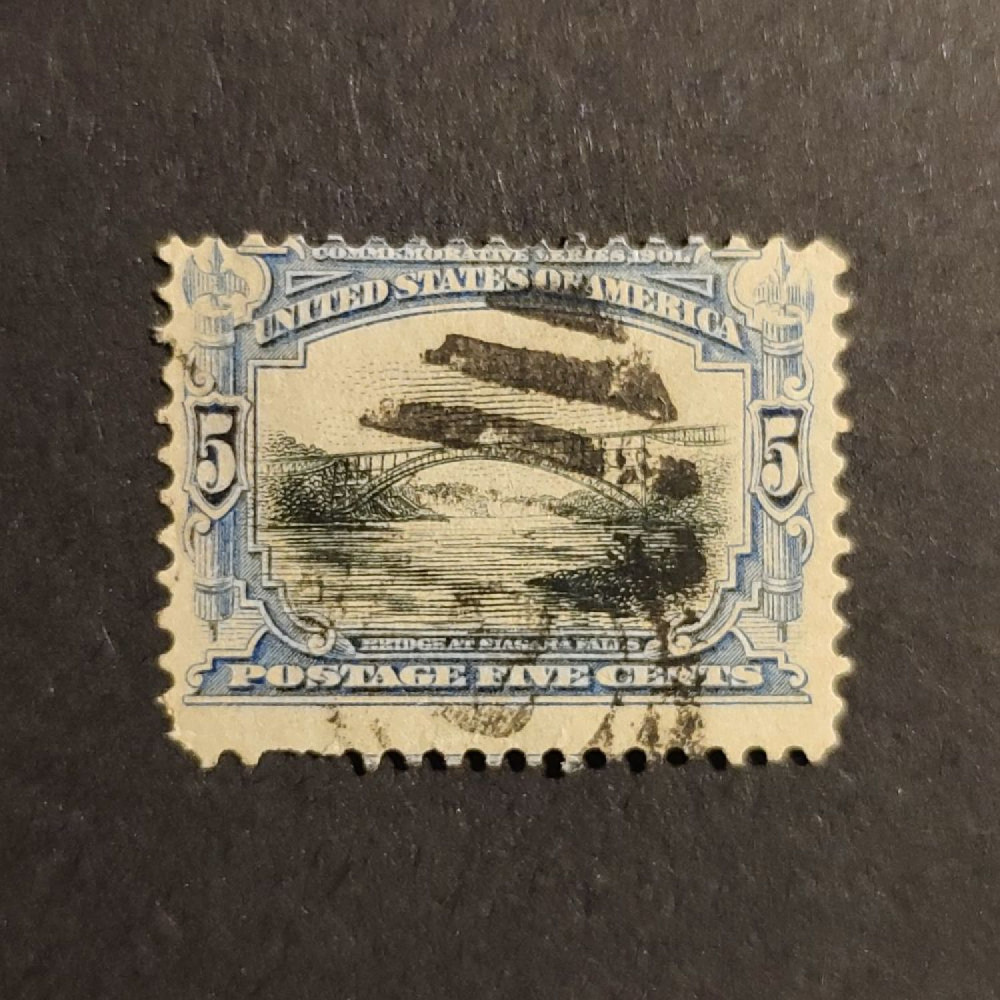 COMMEMORATIVE SERIES 1901.
UNITED STATES OF AMERICA
5 5
BRIDGE AT NIAGARA FALLS
POSTAGE FIVE CENTS